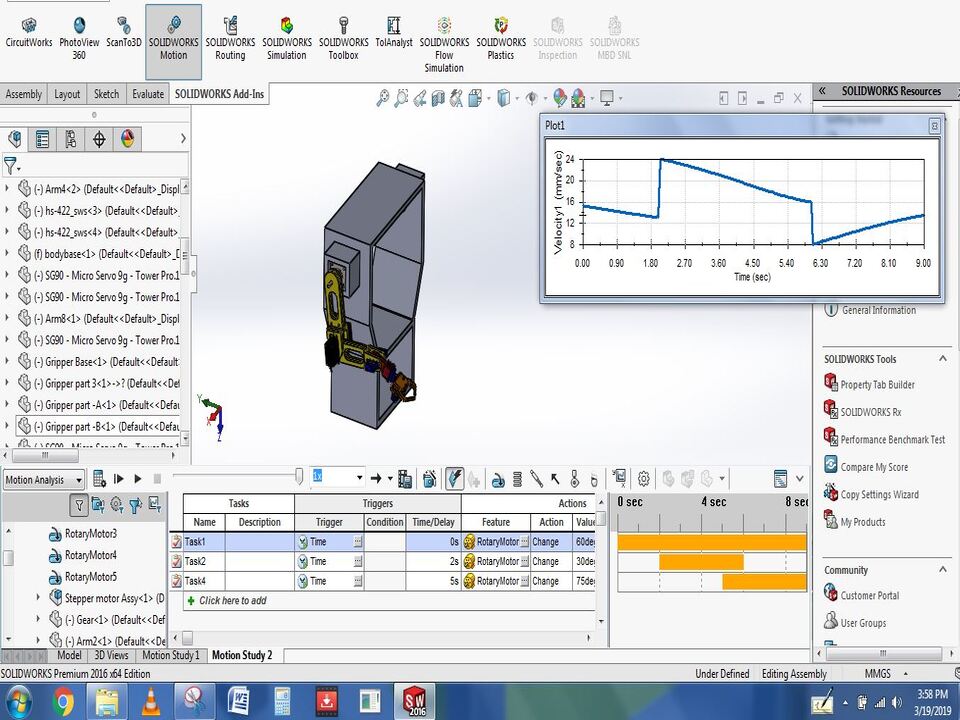 CircuitWorks PhotoView 360 ScanTo3D SOLIDWORKS Motion SOLIDWORKS Routing SOLIDWORKS Simulation SOLIDWORKS Toolbox TolAnalyst SOLIDWORKS Flow Simulation SOLIDWORKS Plastics SOLIDWORKS Inspection SOLIDWORKS MBD SNL
Assembly Layout Sketch Evaluate SOLIDWORKS Add-Ins
SOLIDWORKS Resources
Plot1
Velocity1 (mm/sec)
24
20
16
12
8
0.00 0.90 1.80 2.70 3.60 4.50 5.40 6.30 7.20 8.10 9.00
Time (sec)
(-) Arm4<2> (Default<<Default>_Displ
(-) hs-422_sws<3> (Default<<Default>
(-) hs-422_sws<4> (Default<<Default>
(f) bodybase<1> (Default<<Default>_D
(-) SG90 - Micro Servo 9g - Tower Pro.1
(-) SG90 - Micro Servo 9g - Tower Pro.1
(-) Arm8<1> (Default<<Default>_Displ
(-) SG90 - Micro Servo 9g - Tower Pro.1
(-) Gripper Base<1> (Default<<Default
(-) Gripper part 3<1>->? (Default<<Def
(-) Gripper part -A<1> (Default<<Defau
(-) Gripper part -B<1> (Default<<Defau
Y
X
Z
General Information
SOLIDWORKS Tools
Property Tab Builder
SOLIDWORKS Rx
Performance Benchmark Test
Compare My Score
Copy Settings Wizard
My Products
Community
Customer Portal
User Groups
Motion Analysis
1x
RotaryMotor3
RotaryMotor4
RotaryMotor5
Stepper motor Assy<1> (D
(-) Gear<1> (Default<<Def
(-) Arm2<1> (Default<<Def
Tasks Triggers Actions
Name Description Trigger Condition Time/Delay Feature Action Value
Task1 Time 0s RotaryMotor Change 60deg
Task2 Time 2s RotaryMotor Change 30deg
Task4 Time 5s RotaryMotor Change 75deg
Click here to add
0 sec 4 sec 8 sec
Model 3D Views Motion Study 1 Motion Study 2
SOLIDWORKS Premium 2016 x64 Edition Under Defined Editing Assembly MMGS
SW 2016
3:58 PM
3/19/2019